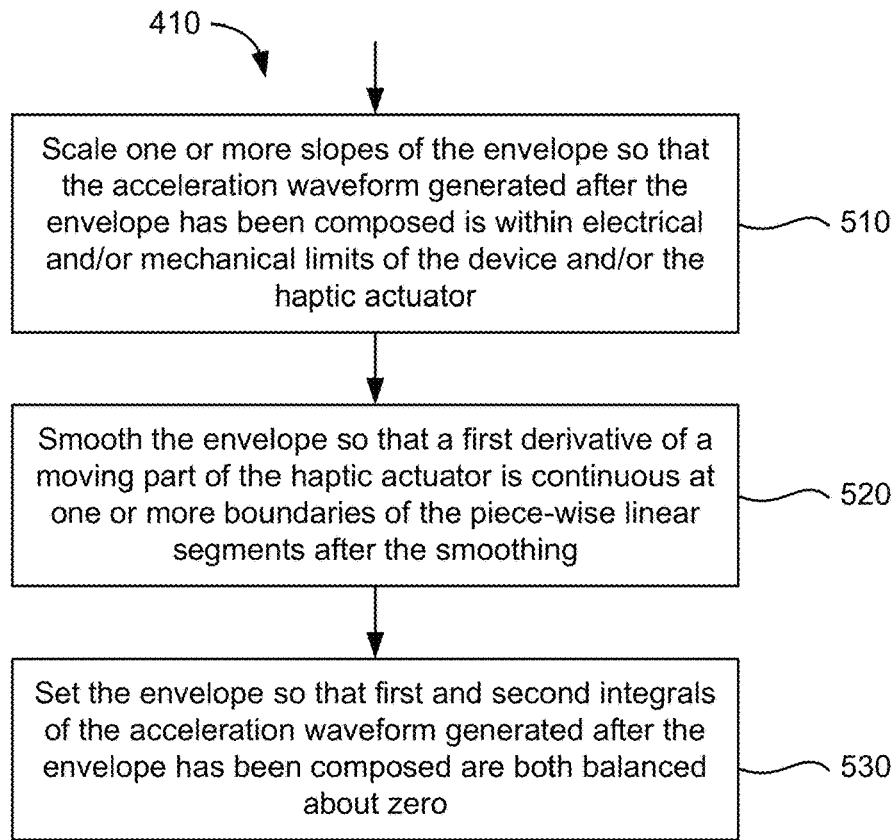 410
Scale one or more slopes of the envelope so that
the acceleration waveform generated after the
envelope has been composed is within electrical
and/or mechanical limits of the device and/or the
haptic actuator
510
Smooth the envelope so that a first derivative of a
moving part of the haptic actuator is continuous at
one or more boundaries of the piece-wise linear
segments after the smoothing
520
Set the envelope so that first and second integrals
of the acceleration waveform generated after the
envelope has been composed are both balanced
about zero
530